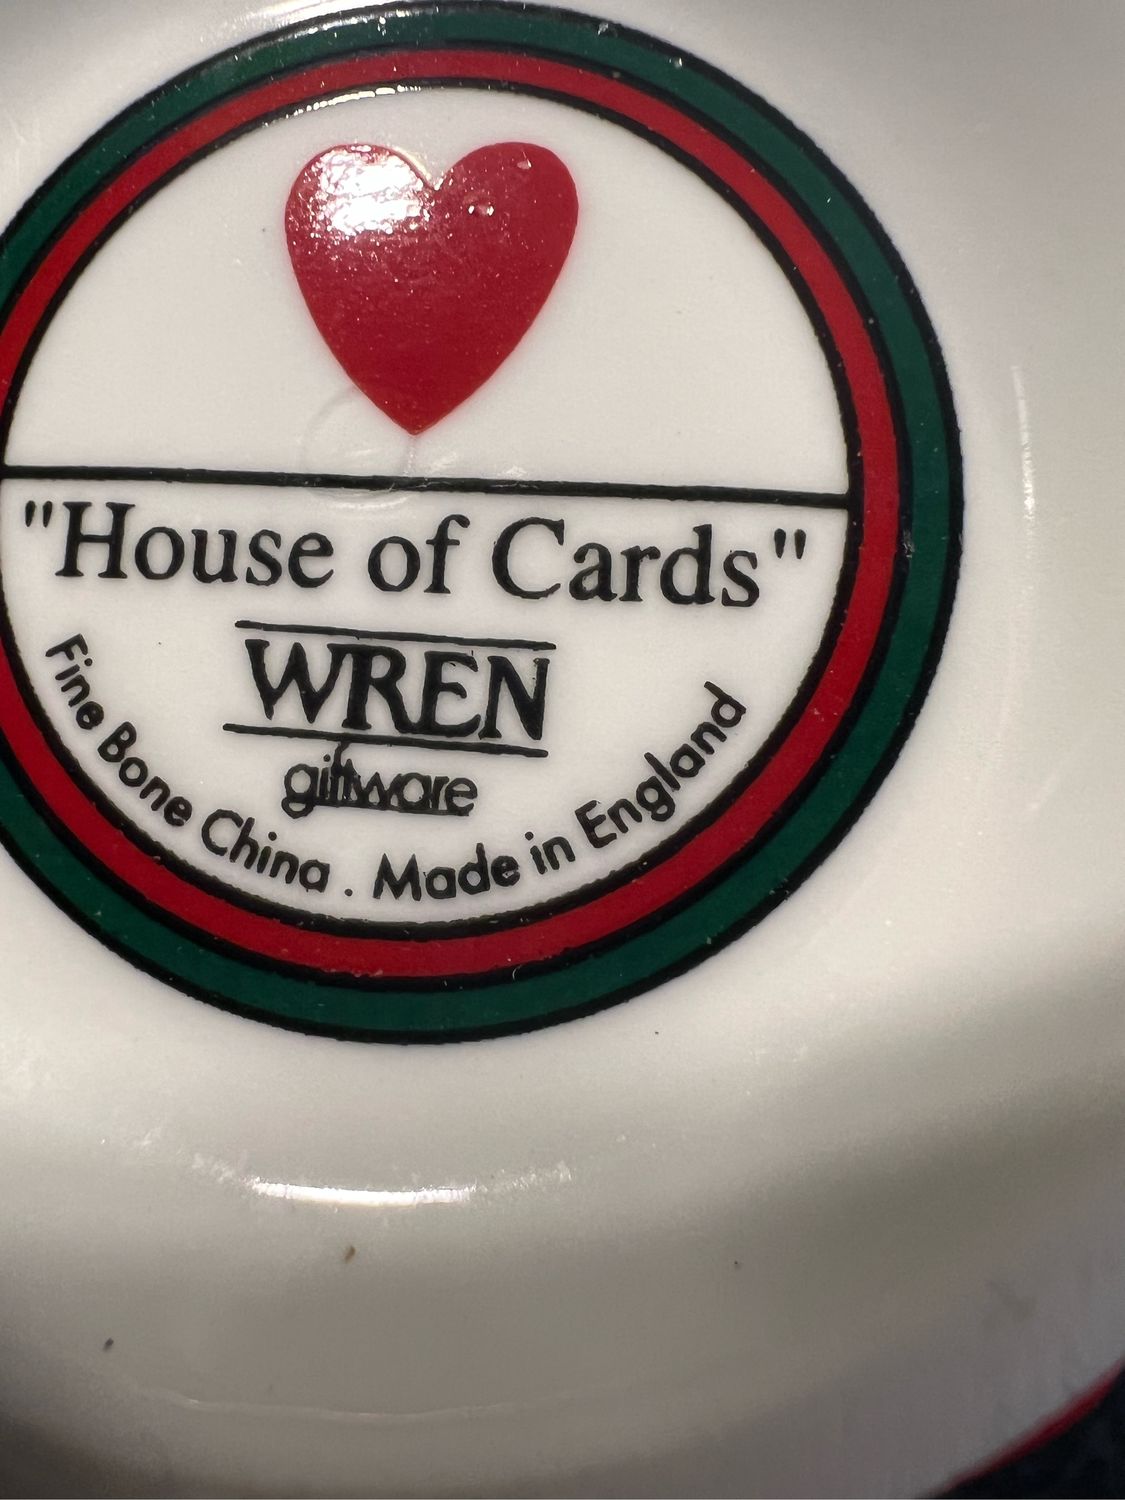 "House of Cards"
WREN
giftware
Fine Bone China . Made in England